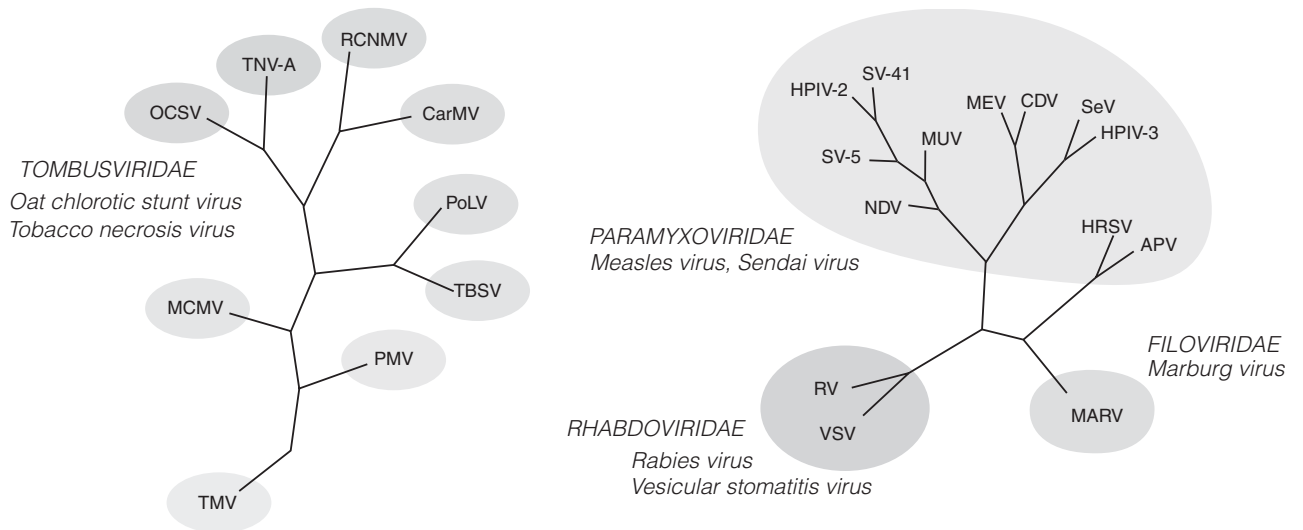 RCNMV
TNV-A
OCSV
CarMV
TOMBUSVIRIDAE
Oat chlorotic stunt virus
Tobacco necrosis virus
PoLV
TBSV
MCMV
PMV
TMV
SV-41
HPIV-2
MEV
CDV
SeV
HPIV-3
MUV
SV-5
NDV
HRSV
APV
PARAMYXOVIRIDAE
Measles virus, Sendai virus
FILOVIRIDAE
Marburg virus
RV
VSV
MARV
RHABDOVIRIDAE
Rabies virus
Vesicular stomatitis virus